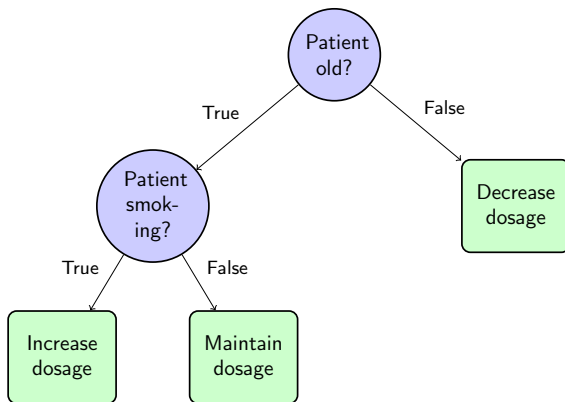 Patient
old?
True
False
Patient
smok-
ing?
Decrease
dosage
True
False
Increase
dosage
Maintain
dosage